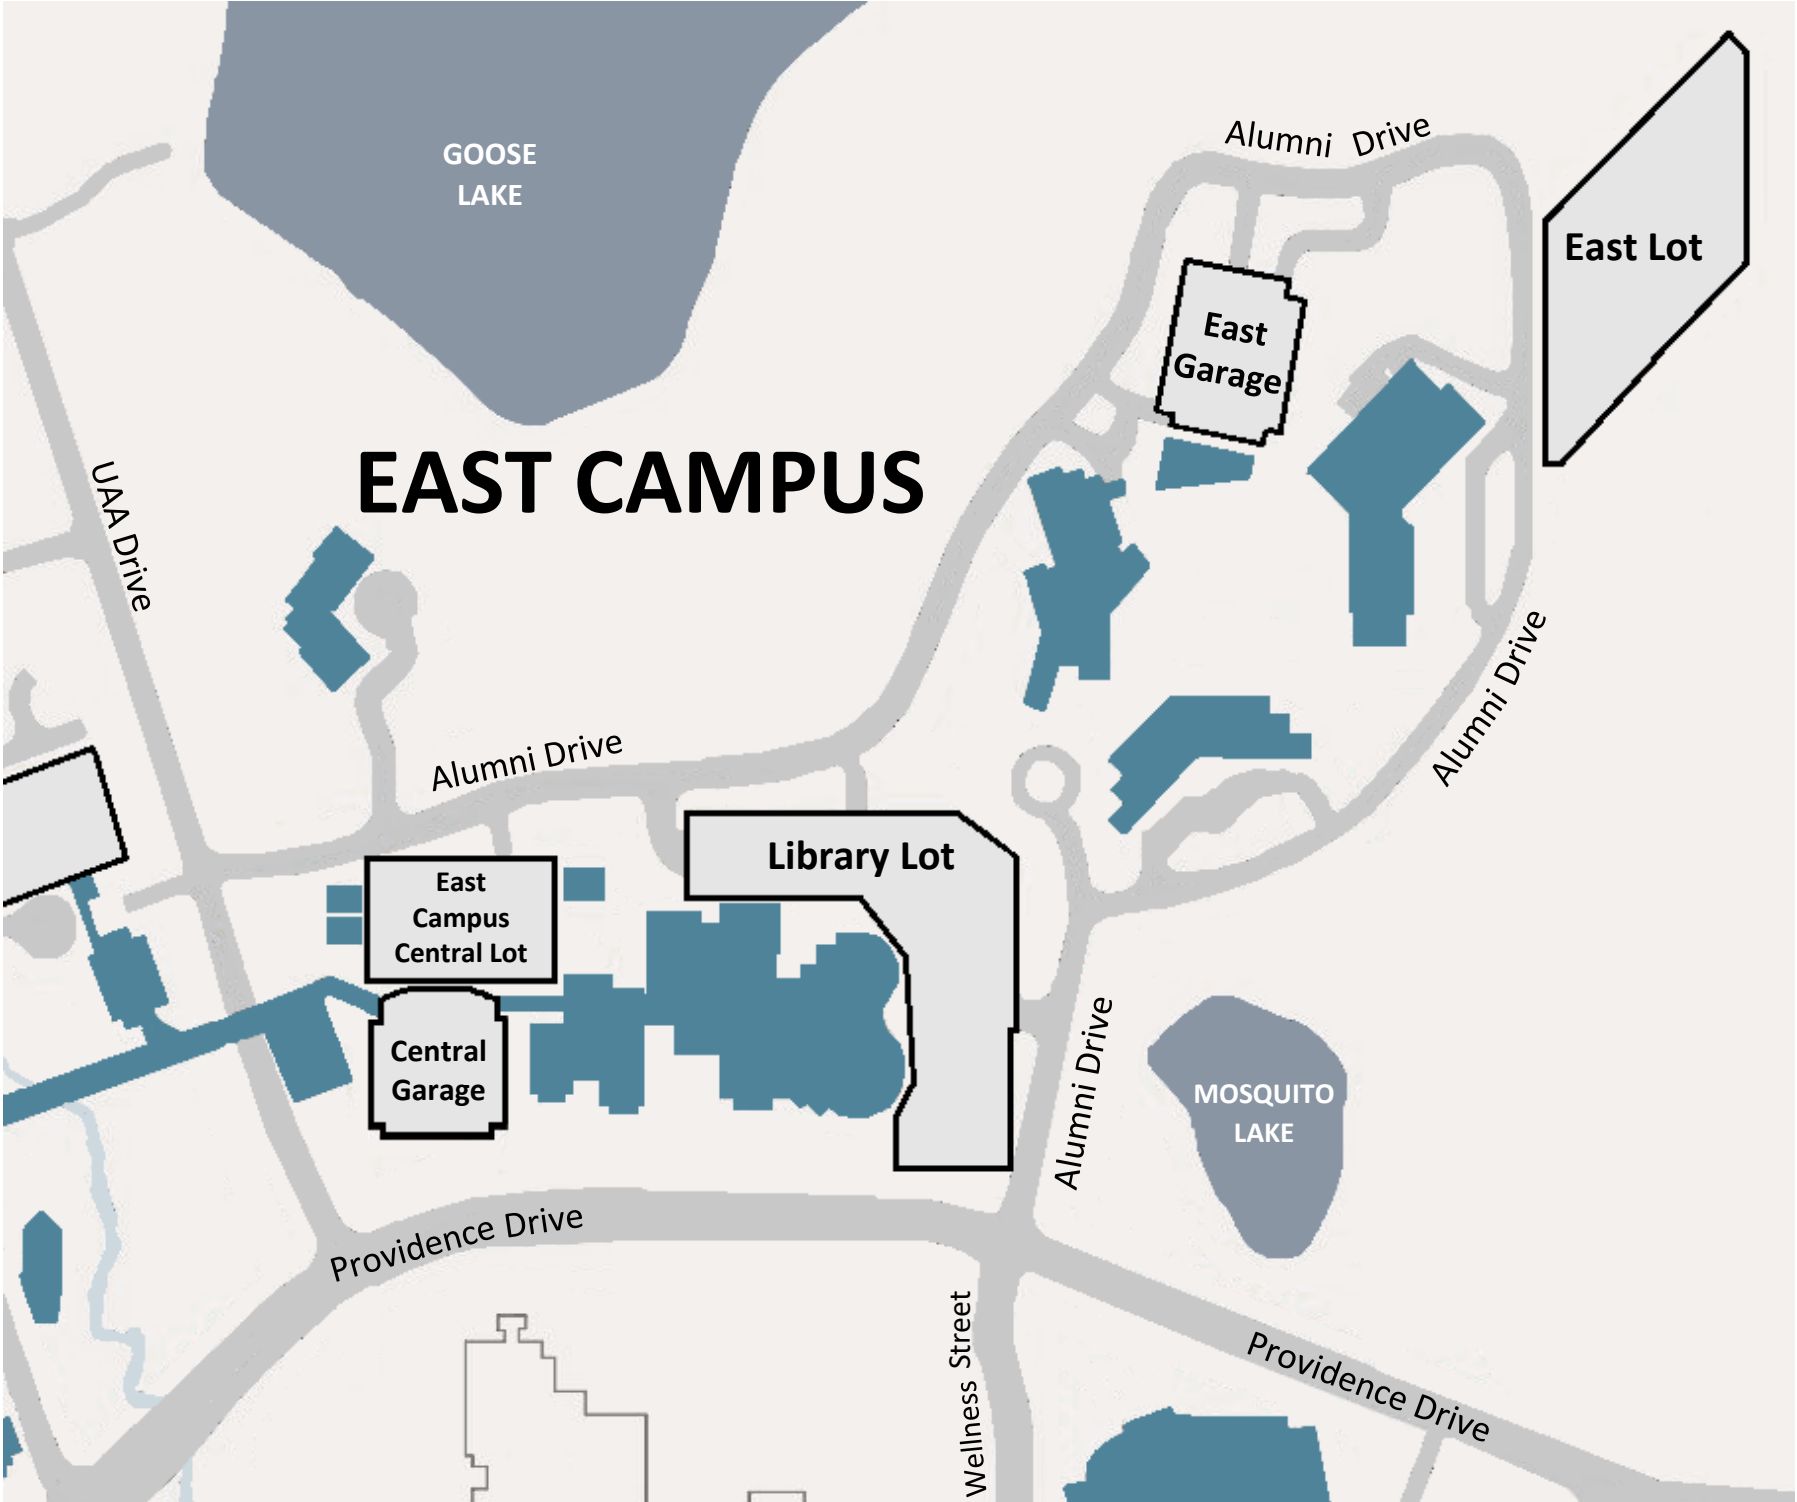 GOOSE
LAKE
Alumni Drive
East Lot
East
Garage
EAST CAMPUS
UAA Drive
Alumni Drive
Alumni Drive
Library Lot
East
Campus
Central Lot
Central
Garage
Alumni Drive
MOSQUITO
LAKE
Providence Drive
Wellness Street
Providence Drive